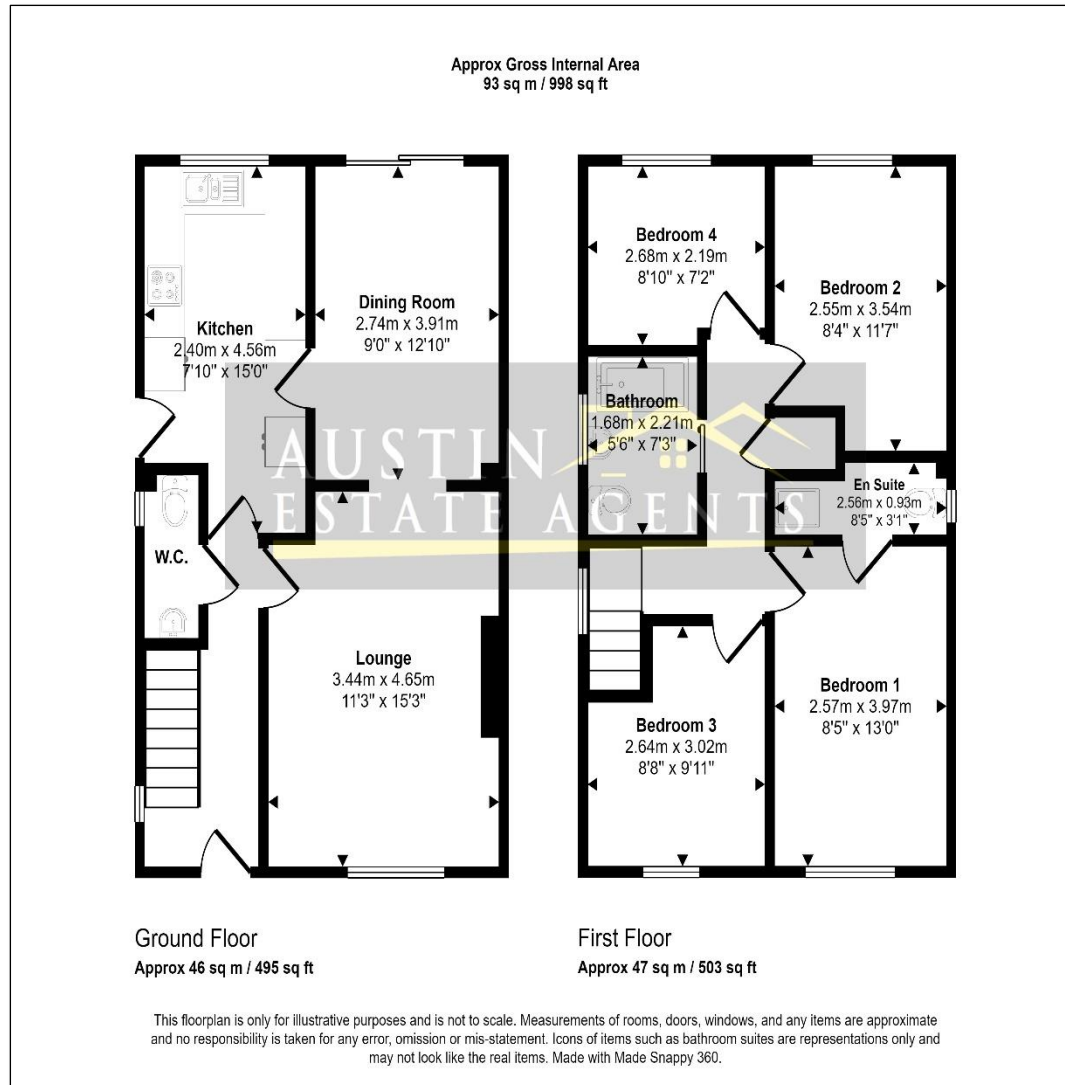 Approx Gross Internal Area
93 sq m / 998 sq ft
Kitchen
2.40m x 4.56m
7'10" x 15'0"
Dining Room
2.74m x 3.91m
9'0" x 12'10"
W.C.
Lounge
3.44m x 4.65m
11'3" x 15'3"
Bedroom 4
2.68m x 2.19m
8'10" x 7'2"
Bedroom 2
2.55m x 3.54m
8'4" x 11'7"
Bathroom
1.68m x 2.21m
5'6" x 7'3"
En Suite
2.56m x 0.93m
8'5" x 3'1"
Bedroom 3
2.64m x 3.02m
8'8" x 9'11"
Bedroom 1
2.57m x 3.97m
8'5" x 13'0"
AUSTIN
ESTATE AGENTS
Ground Floor
Approx 46 sq m / 495 sq ft
First Floor
Approx 47 sq m / 503 sq ft
This floorplan is only for illustrative purposes and is not to scale. Measurements of rooms, doors, windows, and any items are approximate
and no responsibility is taken for any error, omission or mis-statement. Icons of items such as bathroom suites are representations only and
may not look like the real items. Made with Made Snappy 360.